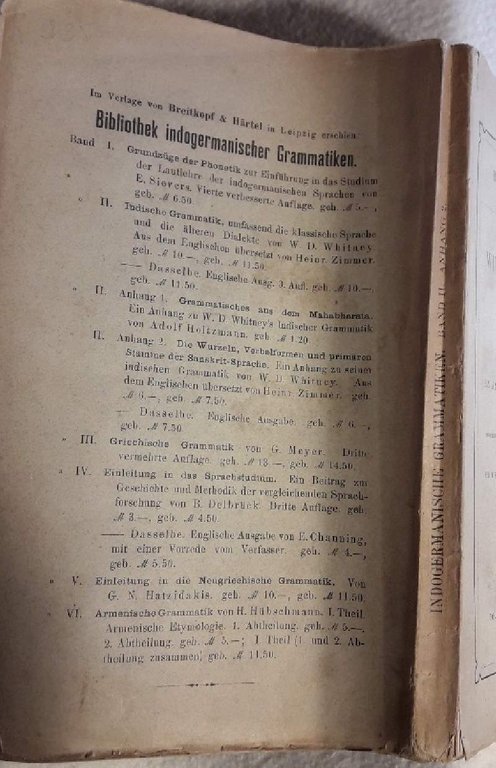 Im Verlage von Breitkopf & Härtel in Leipzig erschien:
Bibliothek indogermanischer Grammatiken.
Band I. Grundzüge der Phonetik zur Einführung in das Studium
der Lautlehre der indogermanischen Sprachen von
E. Sievers. Vierte verbesserte Auflage. geh. ℳ 5.—,
geb. ℳ 6.50.
" II. Indische Grammatik, umfassend die klassische Sprache
und die älteren Dialekte von W. D. Whitney
Aus dem Englischen übersetzt von Heinr. Zimmer.
geh. ℳ 10.—, geb. ℳ 11.50.
—— Dasselbe. Englische Ausg. 3. Aufl. geh. ℳ 10.—,
geb. ℳ 11.50.
" II. Anhang 1. Grammatisches aus dem Mahabharata.
Ein Anhang zu W. D. Whitney's Indischer Grammatik
von Adolf Holtzmann. geh. ℳ 1.20
II. Anhang 2. Die Wurzeln, Verbalformen und primären
Stämme der Sanskrit-Sprache. Ein Anhang zu seiner
indischen Grammatik von W. D. Whitney. Aus
dem Englischen übersetzt von Heinr. Zimmer. geh.
ℳ 6.—, geb. ℳ 7.50.
— Dasselbe. Englische Ausgabe. geh. ℳ 6.—,
geb. ℳ 7.50
" III. Griechische Grammatik von G. Meyer. Dritte
vermehrte Auflage. geh. ℳ 13.—, geb. ℳ 14.50.
" IV. Einleitung in das Sprachstudium. Ein Beitrag zur
Geschichte und Methodik der vergleichenden Sprach-
forschung von B. Delbrück. Dritte Auflage. geh.
ℳ 3.—, geb. ℳ 4.50.
—— Dasselbe. Englische Ausgabe von E. Channing,
mit einer Vorrede vom Verfasser. geh. ℳ 4.—,
geb. ℳ 5.50.
" V. Einleitung in die Neugriechische Grammatik. Von
G. N. Hatzidakis. geh. ℳ 10.—, geb. ℳ 11.50.
" VI. Armenische Grammatik von H. Hübschmann. I. Theil.
Armenische Etymologie. 1. Abtheilung. geh. ℳ 5.—.
2. Abtheilung. geh. ℳ 5.—; I. Theil (1. und 2. Ab-
theilung zusammen) geb. ℳ 11.50.
INDOGERMANISCHE GRAMMATIKEN. BAND II. ANHANG 2.